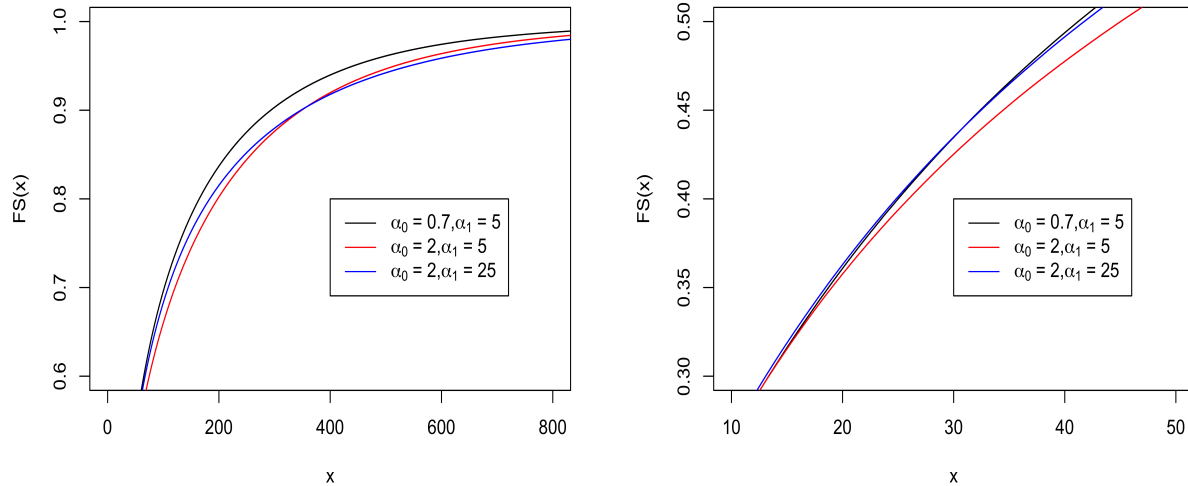 FS(x)
1.0
0.9
0.8
0.7
0.6
α0 = 0.7,α1 = 5
α0 = 2,α1 = 5
α0 = 2,α1 = 25
0 200 400 600 800
x
FS(x)
0.50
0.45
0.40
0.35
0.30
α0 = 0.7,α1 = 5
α0 = 2,α1 = 5
α0 = 2,α1 = 25
10 20 30 40 50
x